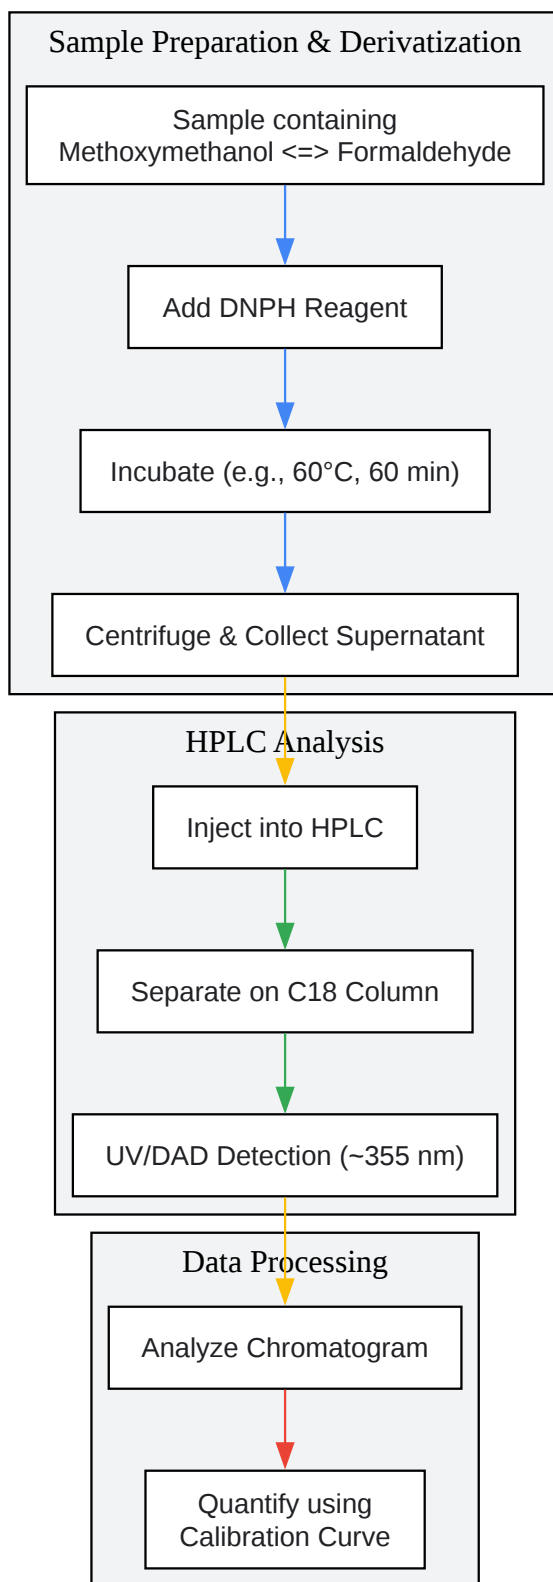 Sample Preparation & Derivatization
Sample containing
Methoxymethanol <=> Formaldehyde
Add DNPH Reagent
Incubate (e.g., 60°C, 60 min)
Centrifuge & Collect Supernatant
HPLC Analysis
Inject into HPLC
Separate on C18 Column
UV/DAD Detection (~355 nm)
Data Processing
Analyze Chromatogram
Quantify using
Calibration Curve